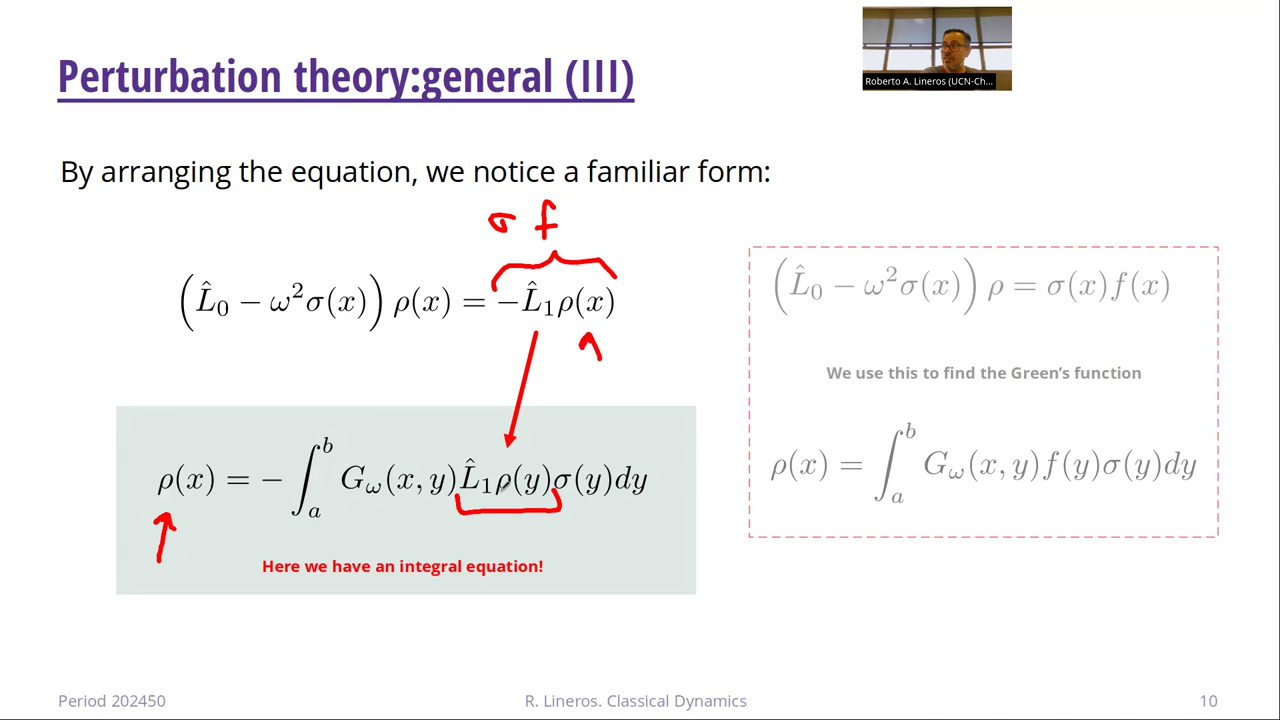 Perturbation theory:general (III)
Roberto A. Lineros (UCN-Ch...
By arranging the equation, we notice a familiar form:
σ f
(L̂₀ − ω²σ(x)) ρ(x) = −L̂₁ρ(x)
ρ(x) = − ∫ₐᵇ G_ω(x, y)L̂₁ρ(y)σ(y)dy
Here we have an integral equation!
(L̂₀ − ω²σ(x)) ρ = σ(x)f(x)
We use this to find the Green’s function
ρ(x) = ∫ₐᵇ G_ω(x, y)f(y)σ(y)dy
Period 202450
R. Lineros. Classical Dynamics
10